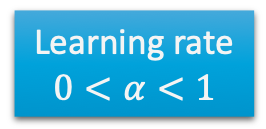 Learning rate
0 < α < 1